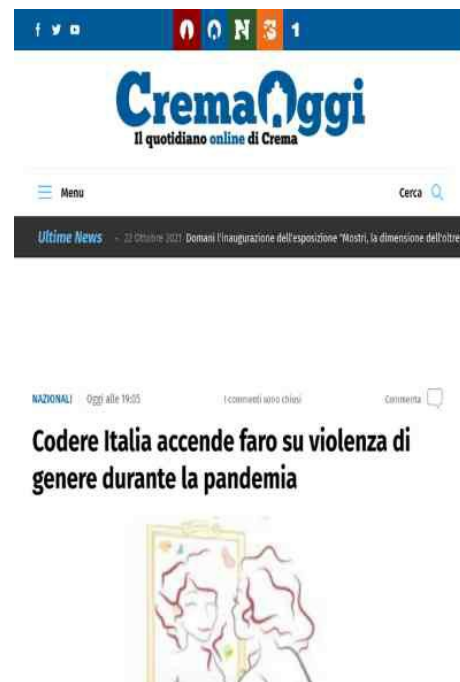 N S 1
CremaOggi
Il quotidiano online di Crema
Menu
Cerca
Ultime News - 22 Ottobre 2021 Domani l'inaugurazione dell'esposizione "Mostri, la dimensione dell'oltre
NAZIONALI Oggi alle 19:05 I commenti sono chiusi Commenta
Codere Italia accende faro su violenza di
genere durante la pandemia